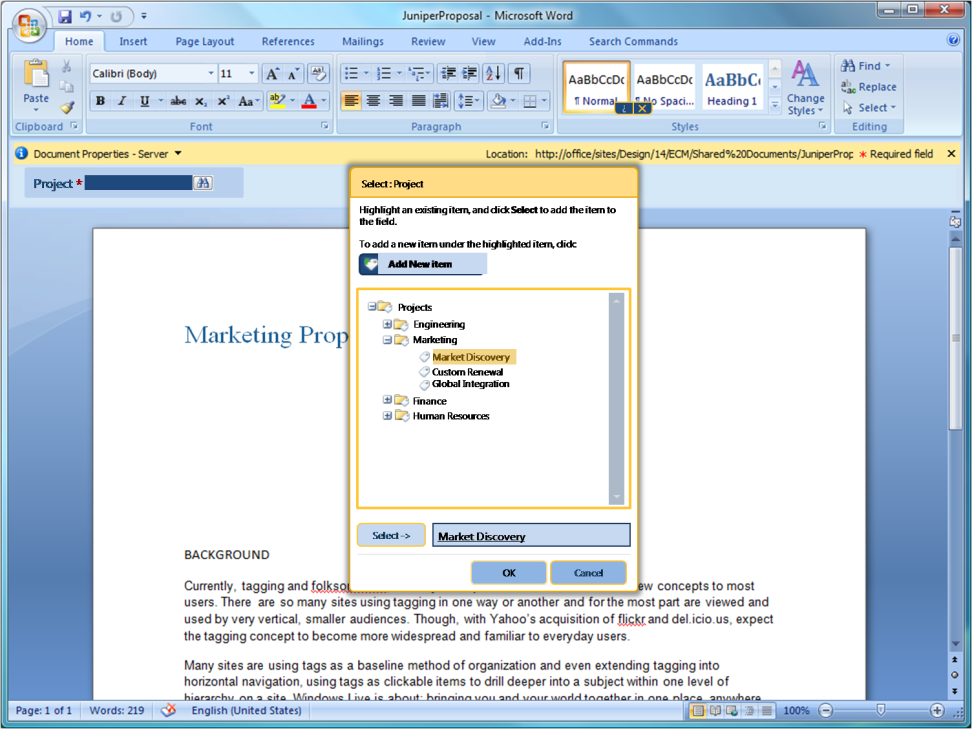 JuniperProposal - Microsoft Word
Home Insert Page Layout References Mailings Review View Add-Ins Search Commands
Calibri (Body) 11
Paste
B I U abc X₂ X² Aa ab A
AaBbCcDc AaBbCcDc AaBbC
¶ Normal ¶ No Spaci... Heading 1
Change
Styles
Find
Replace
Select
Clipboard Font Paragraph Styles Editing
Document Properties - Server Location: http://office/sites/Design/14/ECM/Shared%20Documents/JuniperProp * Required field
Project *
Select : Project
Highlight an existing item, and click Select to add the item to
the field.
To add a new item under the highlighted item, click:
Add New item
Projects
Engineering
Marketing
Market Discovery
Custom Renewal
Global Integration
Finance
Human Resources
Select ->
Market Discovery
OK Cancel
Marketing Prop
BACKGROUND
Currently, tagging and folkso ew concepts to most
users. There are so many sites using tagging in one way or another and for the most part are viewed and
used by very vertical, smaller audiences. Though, with Yahoo's acquisition of flickr and del.icio.us, expect
the tagging concept to become more widespread and familiar to everyday users.
Many sites are using tags as a baseline method of organization and even extending tagging into
horizontal navigation, using tags as clickable items to drill deeper into a subject within one level of
hierarchy on a site. Windows Live is about: bringing you and your world together in one place, anywhere
Page: 1 of 1 Words: 219 English (United States) 100%